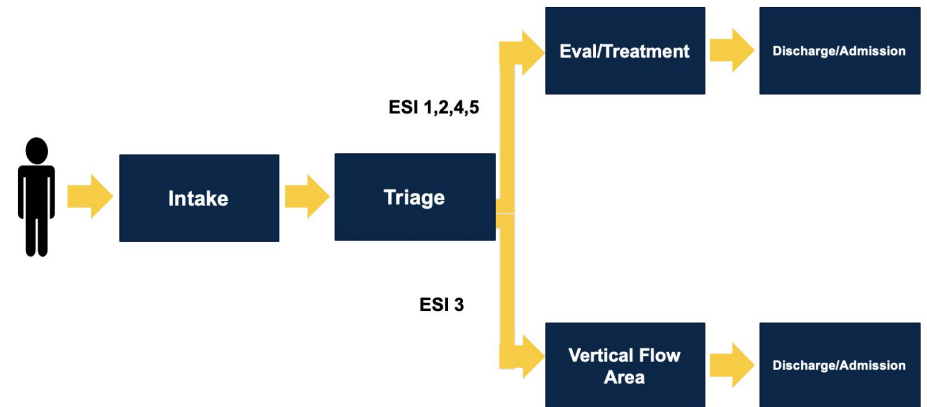 Eval/Treatment
Discharge/Admission
ESI 1,2,4,5
Intake
Triage
ESI 3
Vertical Flow
Area
Discharge/Admission